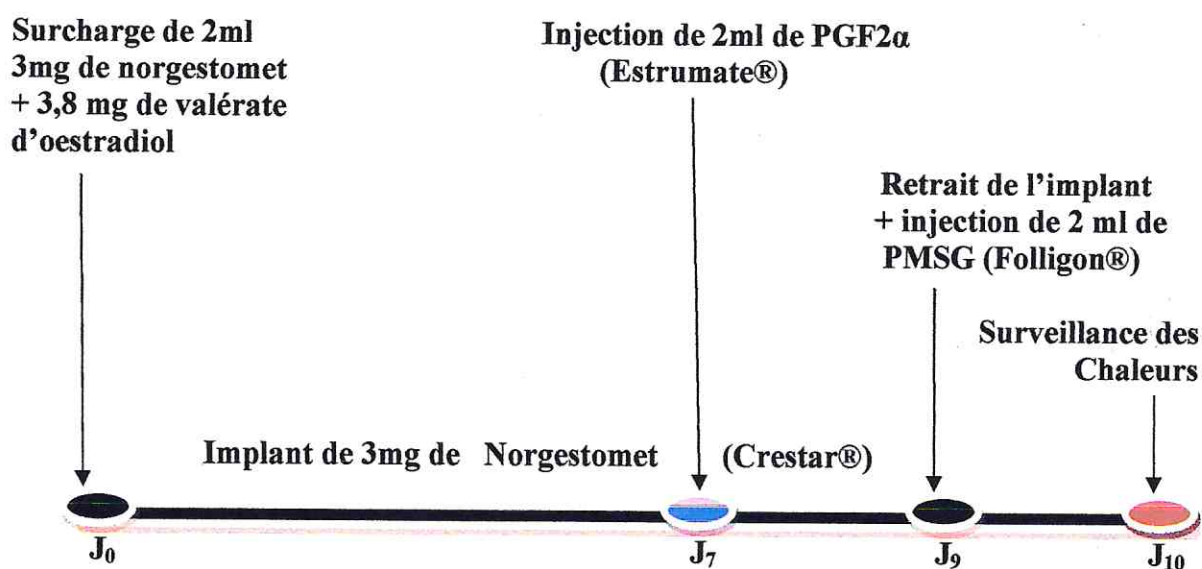 Surcharge de 2ml
3mg de norgestomet
+ 3,8 mg de valérate
d'oestradiol
Injection de 2ml de PGF2α
(Estrumate®)
Retrait de l'implant
+ injection de 2 ml de
PMSG (Folligon®)
Surveillance des
Chaleurs
Implant de 3mg de Norgestomet (Crestar®)
J0 J7 J9 J10